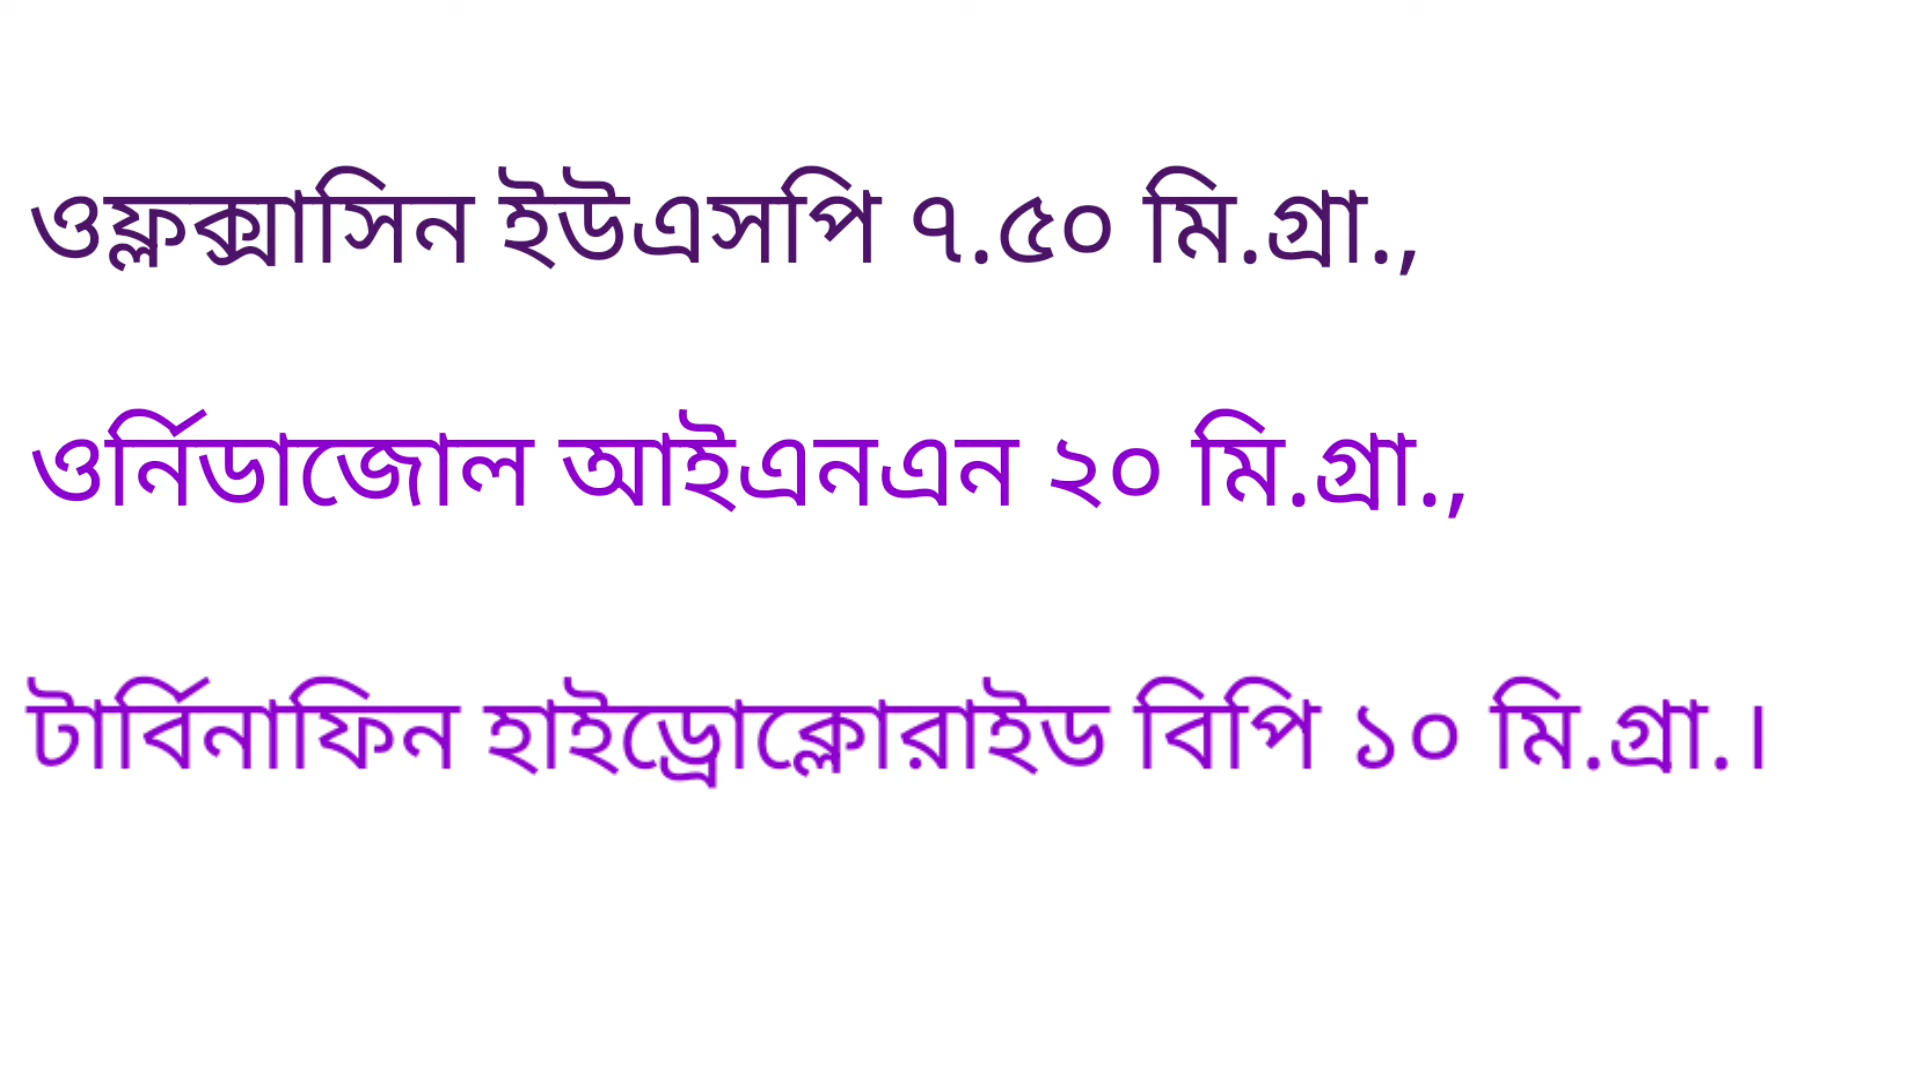 ওফ্লক্সাসিন ইউএসপি ৭.৫০ মি.গ্রা.,
ওর্নিডাজোল আইএনএন ২০ মি.গ্রা.,
টার্বিনাফিন হাইড্রোক্লোরাইড বিপি ১০ মি.গ্রা.।